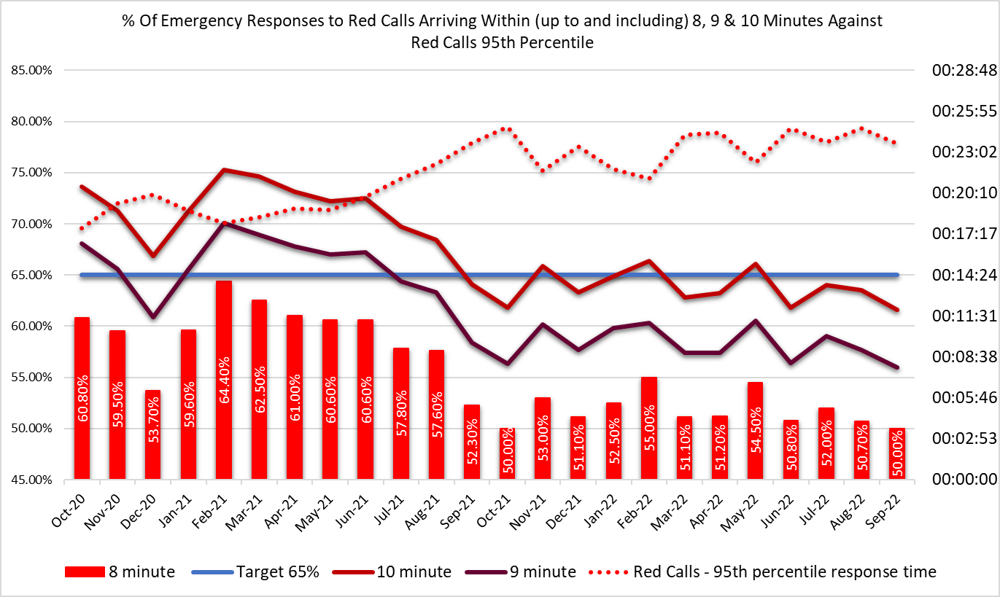 % Of Emergency Responses to Red Calls Arriving Within (up to and including) 8, 9 & 10 Minutes Against
Red Calls 95th Percentile
85.00%
80.00%
75.00%
70.00%
65.00%
60.00%
55.00%
50.00%
45.00%
00:28:48
00:25:55
00:23:02
00:20:10
00:17:17
00:14:24
00:11:31
00:08:38
00:05:46
00:02:53
00:00:00
60.80%
59.50%
53.70%
59.60%
64.40%
62.50%
61.00%
60.60%
60.60%
57.80%
57.60%
52.30%
50.00%
53.00%
51.10%
52.50%
55.00%
51.10%
51.20%
54.50%
50.80%
52.00%
50.70%
50.00%
Oct-20
Nov-20
Dec-20
Jan-21
Feb-21
Mar-21
Apr-21
May-21
Jun-21
Jul-21
Aug-21
Sep-21
Oct-21
Nov-21
Dec-21
Jan-22
Feb-22
Mar-22
Apr-22
May-22
Jun-22
Jul-22
Aug-22
Sep-22
8 minute
Target 65%
10 minute
9 minute
Red Calls - 95th percentile response time